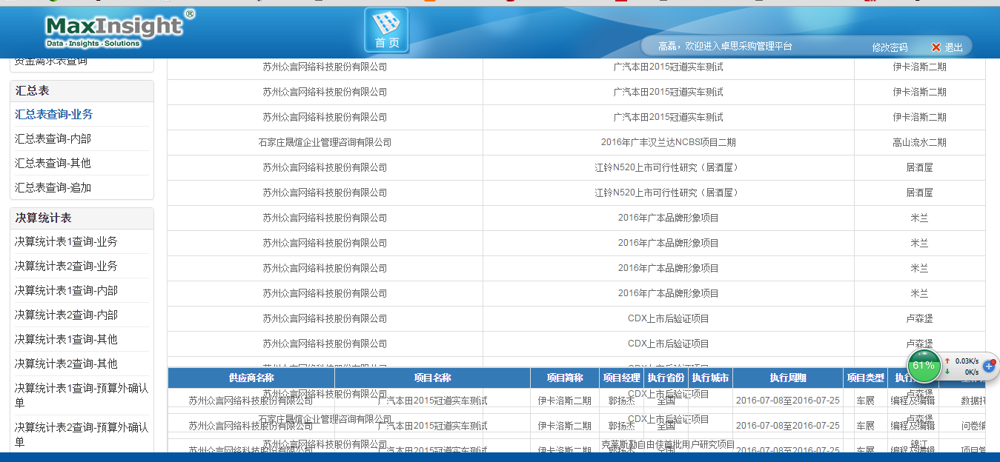 MaxInsight®
Data · Insights · Solutions
首 页
高磊，欢迎进入卓思采购管理平台
修改密码
退出
资金需求表查询
汇总表
汇总表查询-业务
汇总表查询-内部
汇总表查询-其他
汇总表查询-追加
决算统计表
决算统计表1查询-业务
决算统计表2查询-业务
决算统计表1查询-内部
决算统计表2查询-内部
决算统计表1查询-其他
决算统计表2查询-其他
决算统计表1查询-预算外确认
单
决算统计表2查询-预算外确认
单
苏州众言网络科技股份有限公司 广汽本田2015冠道实车测试 伊卡洛斯二期
苏州众言网络科技股份有限公司 广汽本田2015冠道实车测试 伊卡洛斯二期
苏州众言网络科技股份有限公司 广汽本田2015冠道实车测试 伊卡洛斯二期
石家庄晟煊企业管理咨询有限公司 2016年广丰汉兰达NCBS项目二期 高山流水二期
苏州众言网络科技股份有限公司 江铃N520上市可行性研究（居酒屋） 居酒屋
苏州众言网络科技股份有限公司 江铃N520上市可行性研究（居酒屋） 居酒屋
苏州众言网络科技股份有限公司 2016年广本品牌形象项目 米兰
苏州众言网络科技股份有限公司 2016年广本品牌形象项目 米兰
苏州众言网络科技股份有限公司 2016年广本品牌形象项目 米兰
苏州众言网络科技股份有限公司 2016年广本品牌形象项目 米兰
苏州众言网络科技股份有限公司 CDX上市后验证项目 卢森堡
苏州众言网络科技股份有限公司 CDX上市后验证项目 卢森堡
61%
0.03K/s
0K/s
供应商名称 项目名称 项目简称 项目经理 执行省份 执行城市 执行周期 项目类型
苏州众言网络科技股份有限公司 CDX上市后验证项目 卢森堡
苏州众言网络科技股份有限公司 广汽本田2015冠道实车测试 伊卡洛斯二期 郭扬杰 全国 2016-07-08至2016-07-25 车展 编程及编辑
石家庄晟煊企业管理咨询有限公司 CDX上市后验证项目 卢森堡
苏州众言网络科技股份有限公司 广汽本田2015冠道实车测试 伊卡洛斯二期 郭扬杰 全国 2016-07-08至2016-07-25 车展 编程及编辑
苏州众言网络科技股份有限公司 克莱斯勒自由侠首批用户研究项目 锦江
苏州众言网络科技股份有限公司 广汽本田2015冠道实车测试 伊卡洛斯二期 郭扬杰 全国 2016-07-08至2016-07-25 车展 编程及编辑